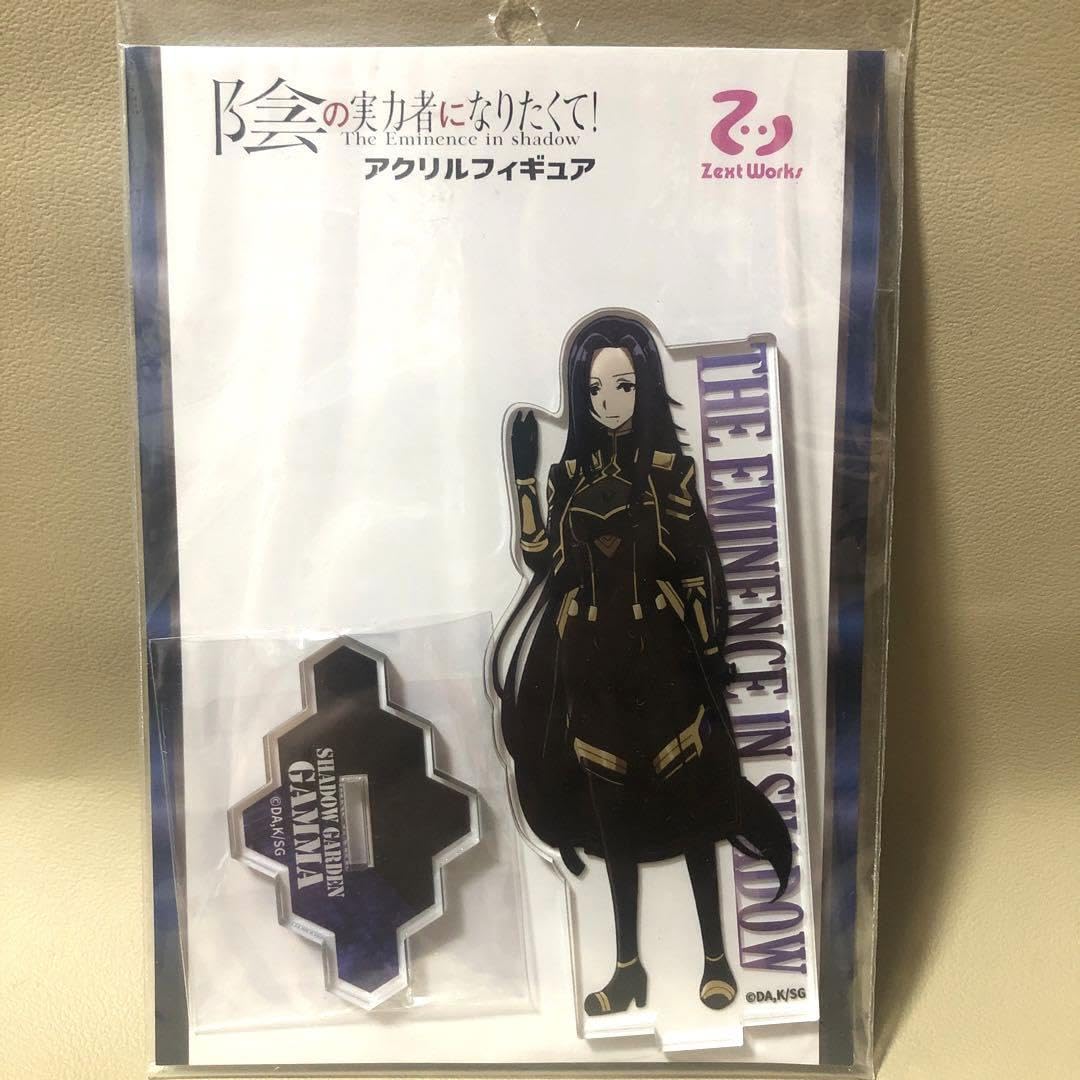 陰の実力者になりたくて!
The Eminence in shadow
アクリルフィギュア
Zext Works
THE EMINENCE IN SHADOW
©DA,K/SG
SHADOW GARDEN
GAMMA
©DA,K/SG